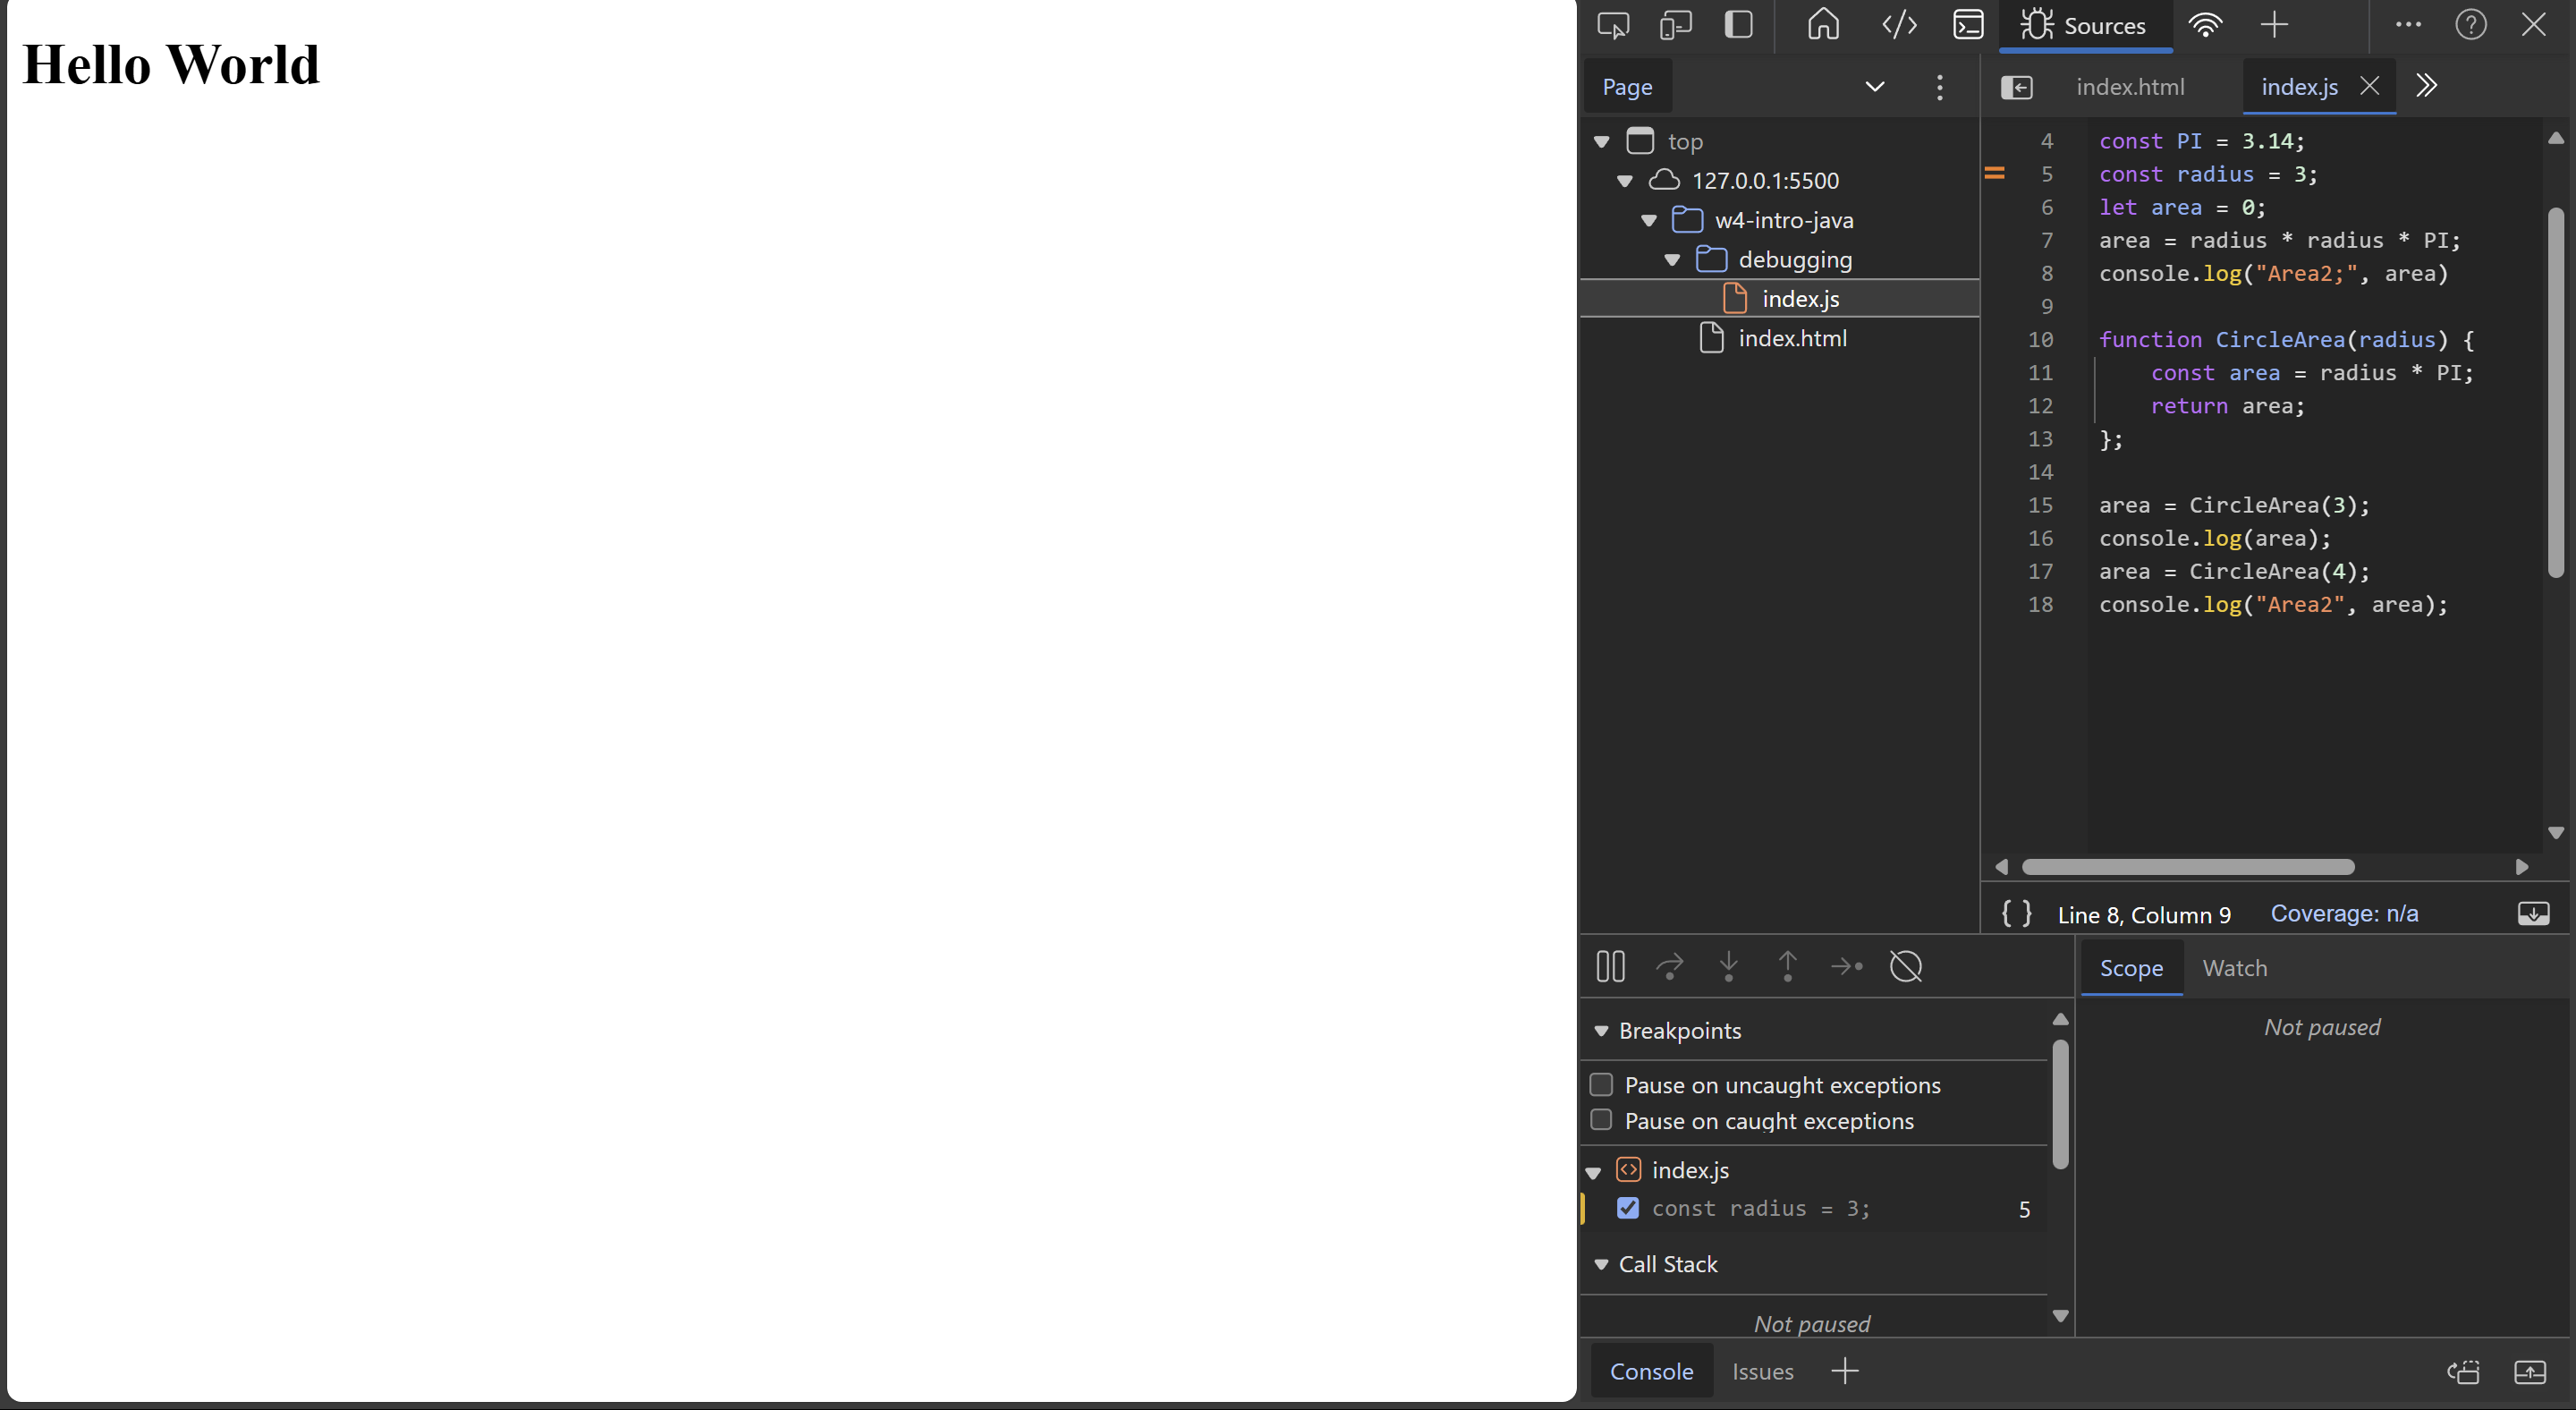 Hello World
Sources
Page
index.html
index.js
top
127.0.0.1:5500
w4-intro-java
debugging
index.js
index.html
4 const PI = 3.14;
5 const radius = 3;
6 let area = 0;
7 area = radius * radius * PI;
8 console.log("Area2;", area)
9
10 function CircleArea(radius) {
11 const area = radius * PI;
12 return area;
13 };
14
15 area = CircleArea(3);
16 console.log(area);
17 area = CircleArea(4);
18 console.log("Area2", area);
{ } Line 8, Column 9 Coverage: n/a
Scope Watch
Not paused
Breakpoints
Pause on uncaught exceptions
Pause on caught exceptions
index.js
const radius = 3; 5
Call Stack
Not paused
Console Issues